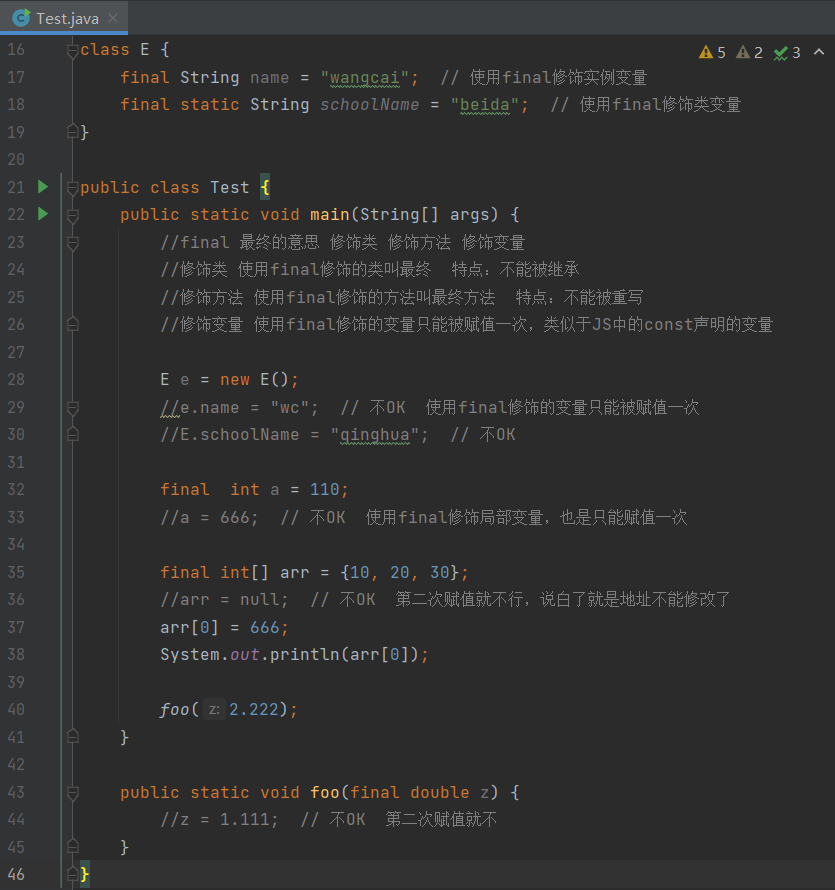 Test.java
16 class E {
5 2 3
17 final String name = "wangcai"; // 使用final修饰实例变量
18 final static String schoolName = "beida"; // 使用final修饰类变量
19 }
20
21 public class Test {
22 public static void main(String[] args) {
23 //final 最终的意思 修饰类 修饰方法 修饰变量
24 //修饰类 使用final修饰的类叫最终 特点：不能被继承
25 //修饰方法 使用final修饰的方法叫最终方法 特点：不能被重写
26 //修饰变量 使用final修饰的变量只能被赋值一次，类似于JS中的const声明的变量
27
28 E e = new E();
29 //e.name = "wc"; // 不OK 使用final修饰的变量只能被赋值一次
30 //E.schoolName = "qinghua"; // 不OK
31
32 final int a = 110;
33 //a = 666; // 不OK 使用final修饰局部变量，也是只能赋值一次
34
35 final int[] arr = {10, 20, 30};
36 //arr = null; // 不OK 第二次赋值就不行，说白了就是地址不能修改了
37 arr[0] = 666;
38 System.out.println(arr[0]);
39
40 foo( z: 2.222);
41 }
42
43 public static void foo(final double z) {
44 //z = 1.111; // 不OK 第二次赋值就不
45 }
46 }